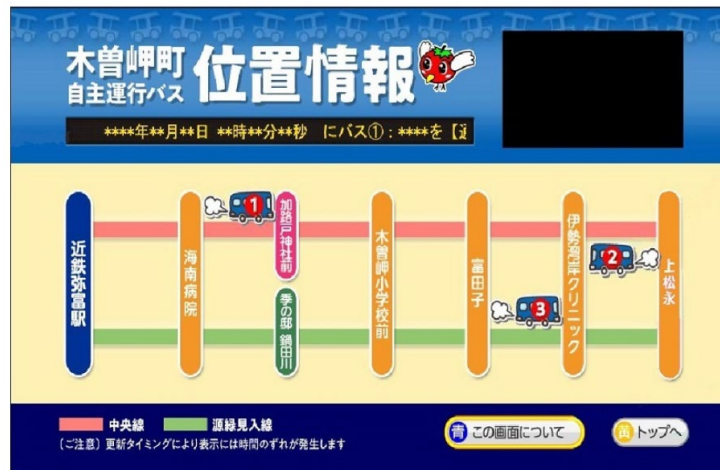 木曽岬町
自主運行バス
位置情報
****年**月**日 **時**分**秒 にバス①：****を【通
近鉄弥富駅
海南病院
1
加路戸神社前
季の邸 鍋田川
木曽岬小学校前
富田子
3
伊勢湾岸クリニック
2
上松永
中央線
源緑見入線
(ご注意) 更新タイミングにより表示には時間のずれが発生します
青 この画面について
黄 トップへ